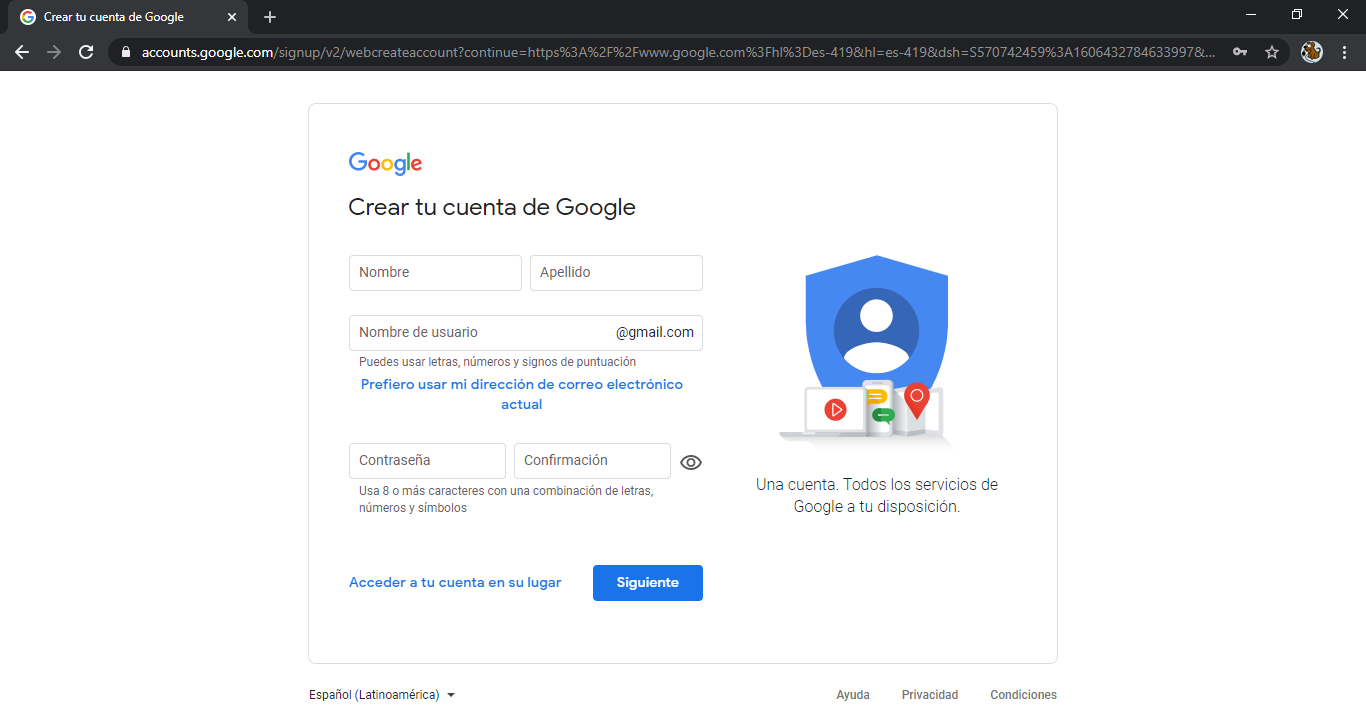 Crear tu cuenta de Google
accounts.google.com/signup/v2/webcreateaccount?continue=https%3A%2F%2Fwww.google.com%3Fhl%3Des-419&hl=es-419&dsh=S570742459%3A1606432784633997&...
Google
Crear tu cuenta de Google
Nombre
Apellido
Nombre de usuario
@gmail.com
Puedes usar letras, números y signos de puntuación
Prefiero usar mi dirección de correo electrónico
actual
Contraseña
Confirmación
Usa 8 o más caracteres con una combinación de letras,
números y símbolos
Acceder a tu cuenta en su lugar
Siguiente
Una cuenta. Todos los servicios de
Google a tu disposición.
Español (Latinoamérica)
Ayuda
Privacidad
Condiciones